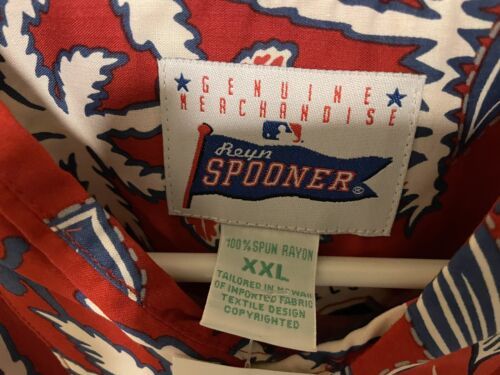 GENUINE
MERCHANDISE
Reyn
SPOONER®
100% SPUN RAYON
XXL
TAILORED IN HAWAII
OF IMPORTED FABRIC
TEXTILE DESIGN
COPYRIGHTED